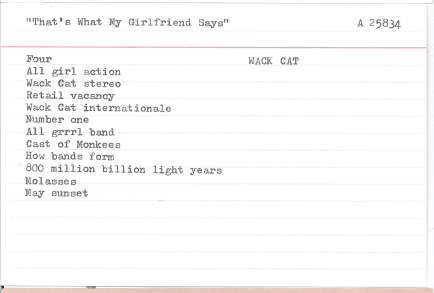 "That's What My Girlfriend Says" A 25834
Four WACK CAT
All girl action
Wack Cat stereo
Retail vacancy
Wack Cat internationale
Number one
All grrrl band
Cast of Monkees
How bands form
800 million billion light years
Molasses
May sunset